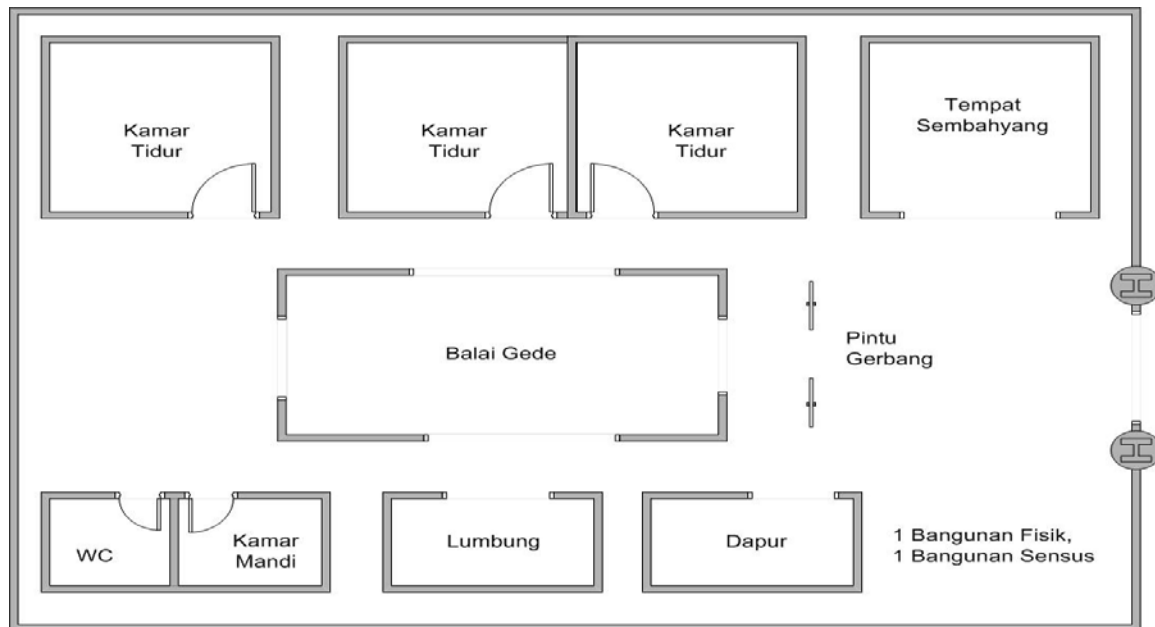 Kamar
Tidur
Kamar
Tidur
Kamar
Tidur
Tempat
Sembahyang
Balai Gede
Pintu
Gerbang
WC
Kamar
Mandi
Lumbung
Dapur
1 Bangunan Fisik,
1 Bangunan Sensus